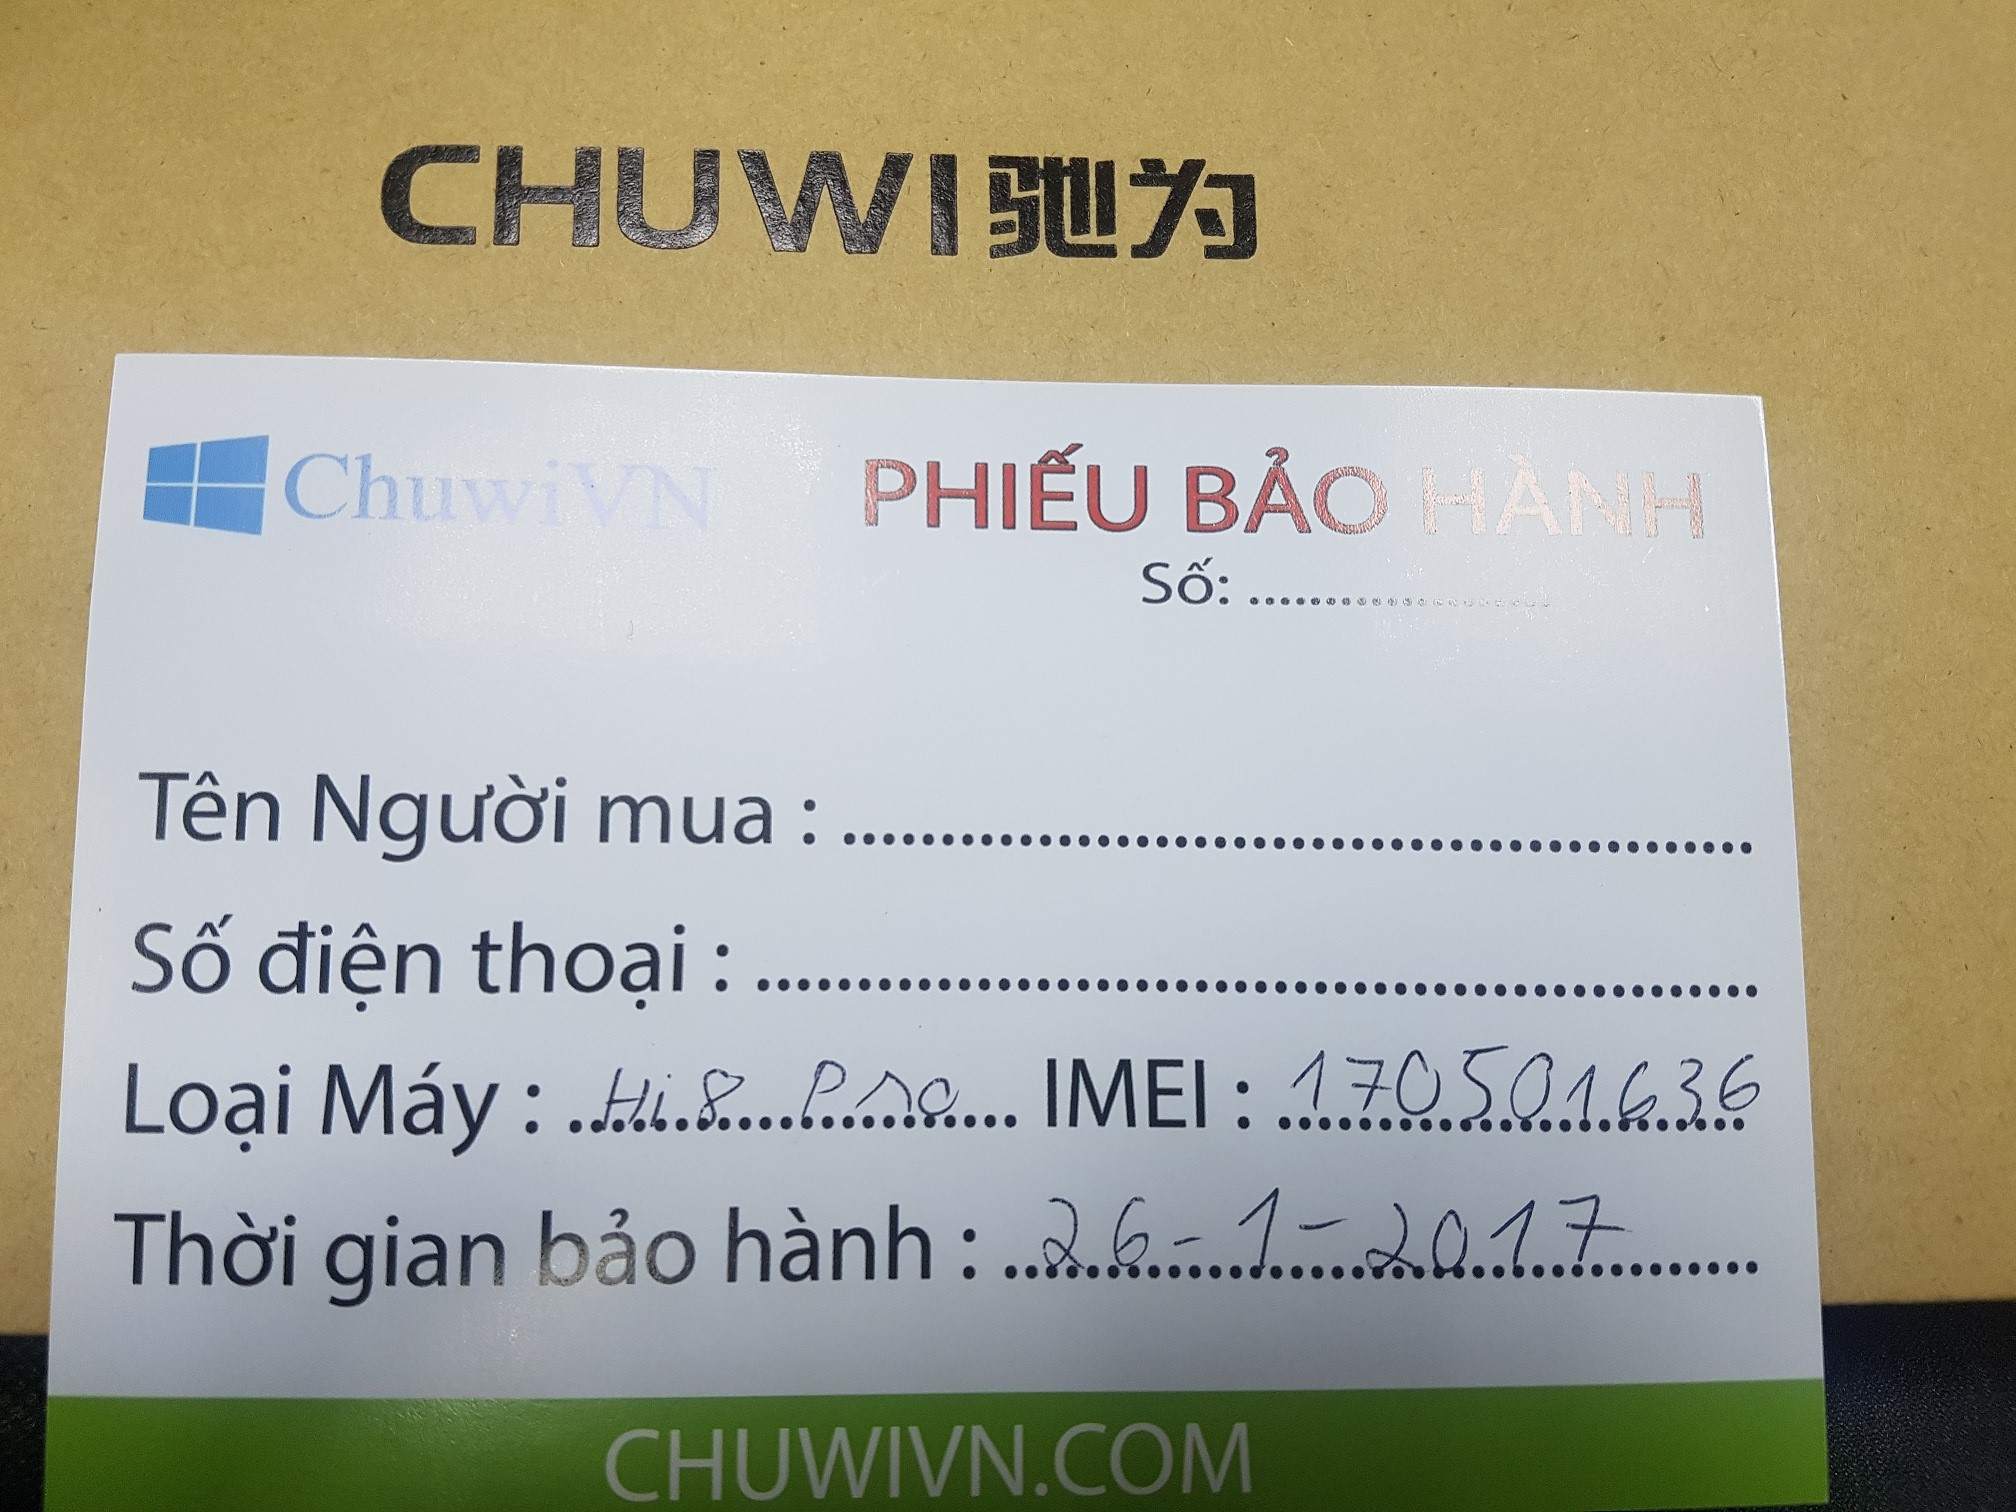 CHUWI 驰为
ChuwiVN
PHIẾU BẢO HÀNH
Số: ........................
Tên Người mua : ................................................
Số điện thoại : ....................................................
Loại Máy : Hi8 Pro IMEI : 170501636
Thời gian bảo hành : 26-1-2017
CHUWIVN.COM